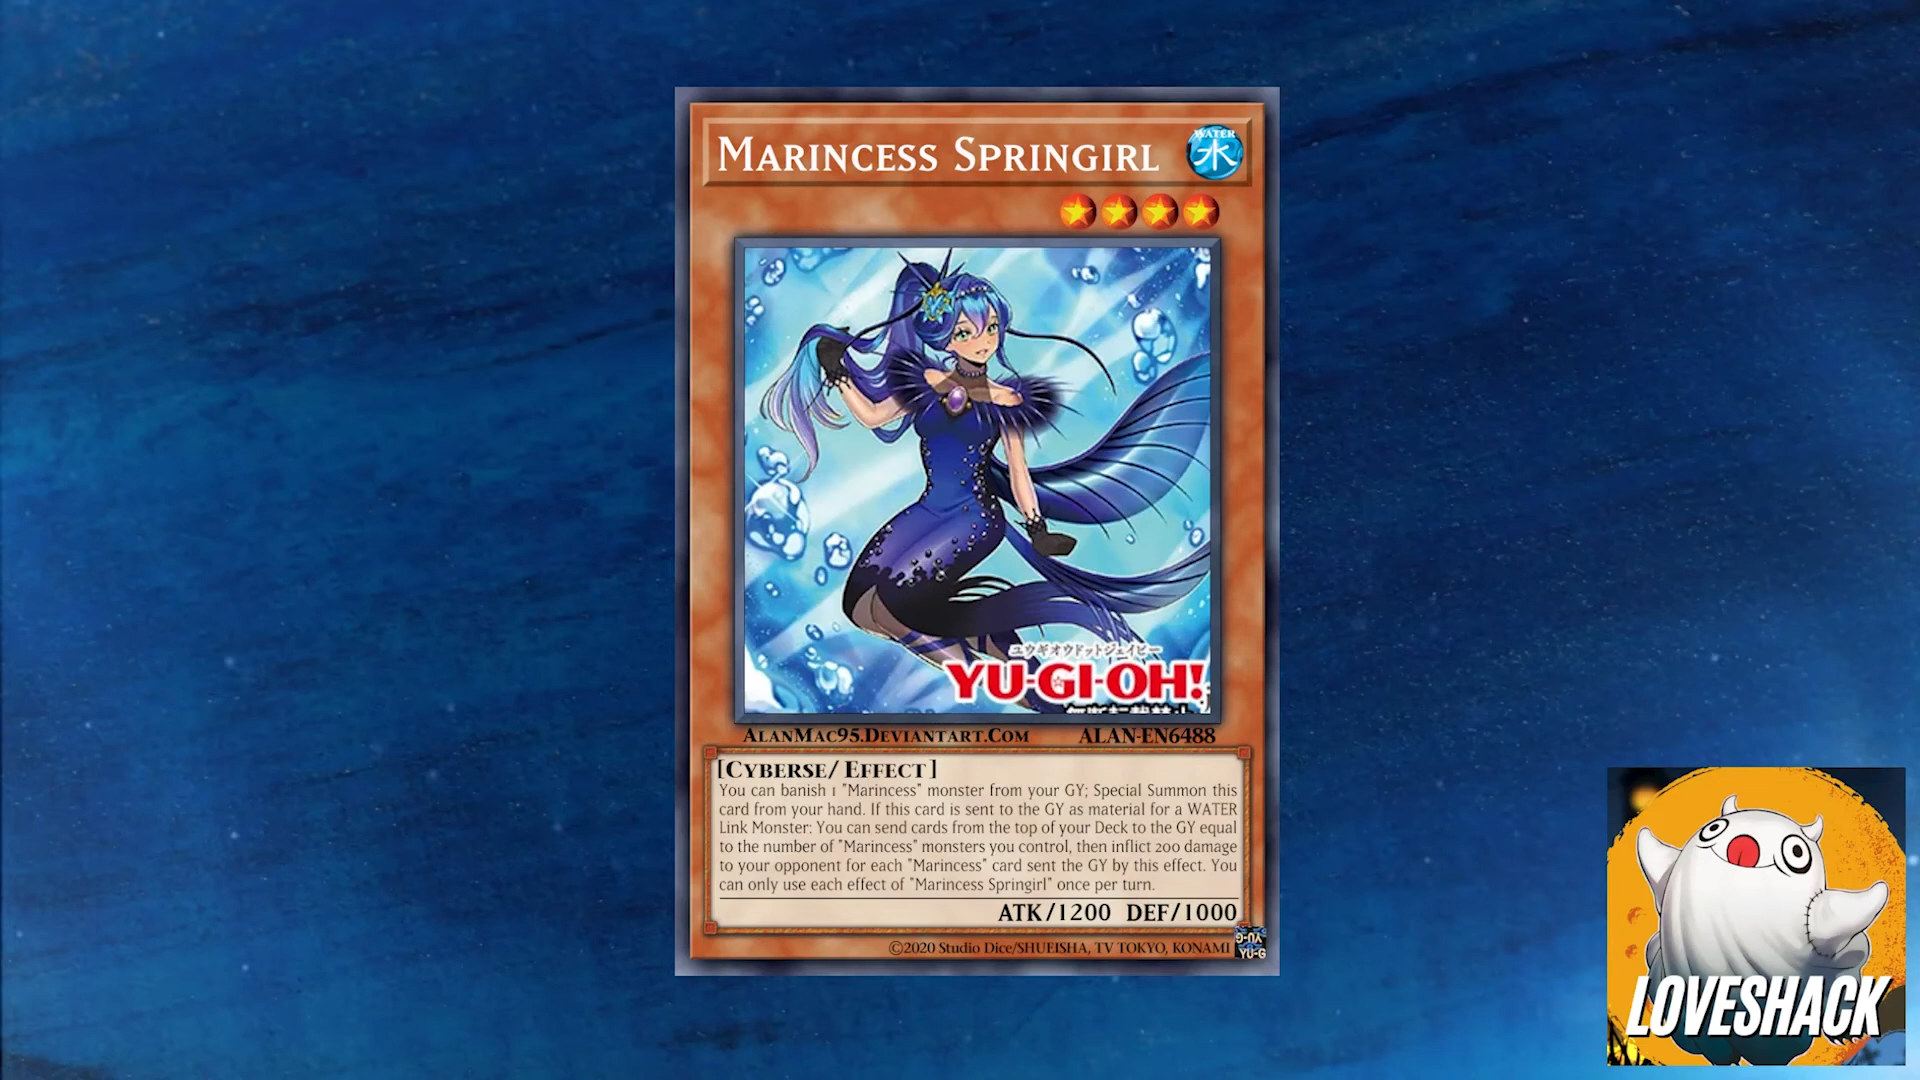 MARINCESS SPRINGIRL
WATER
水
ユウギオウドットジェイピー
YU-GI-OH!
ALANMAC95.DEVIANTART.COM
ALAN-EN6488
[CYBERSE/ EFFECT]
You can banish 1 "Marincess" monster from your GY; Special Summon this
card from your hand. If this card is sent to the GY as material for a WATER
Link Monster: You can send cards from the top of your Deck to the GY equal
to the number of "Marincess" monsters you control, then inflict 200 damage
to your opponent for each "Marincess" card sent the GY by this effect. You
can only use each effect of "Marincess Springirl" once per turn.
ATK/1200 DEF/1000
©2020 Studio Dice/SHUEISHA, TV TOKYO, KONAMI
YU-G
YU-G
LOVESHACK